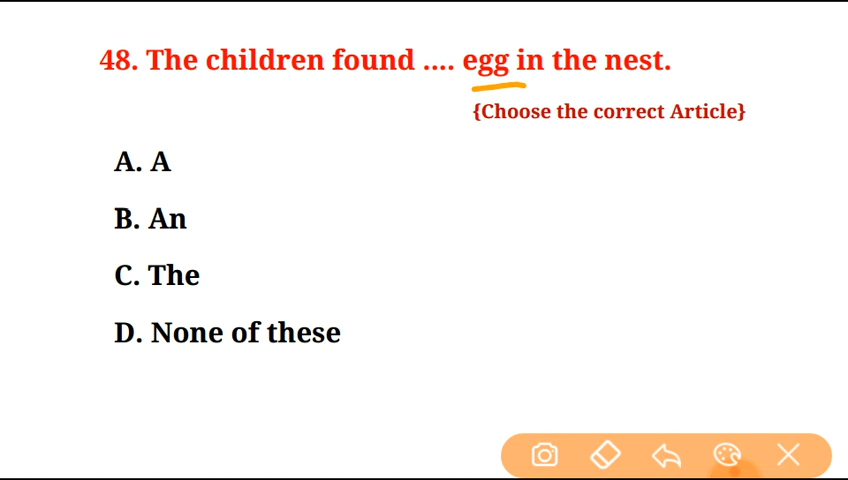 48. The children found .... egg in the nest.
{Choose the correct Article}
A. A
B. An
C. The
D. None of these